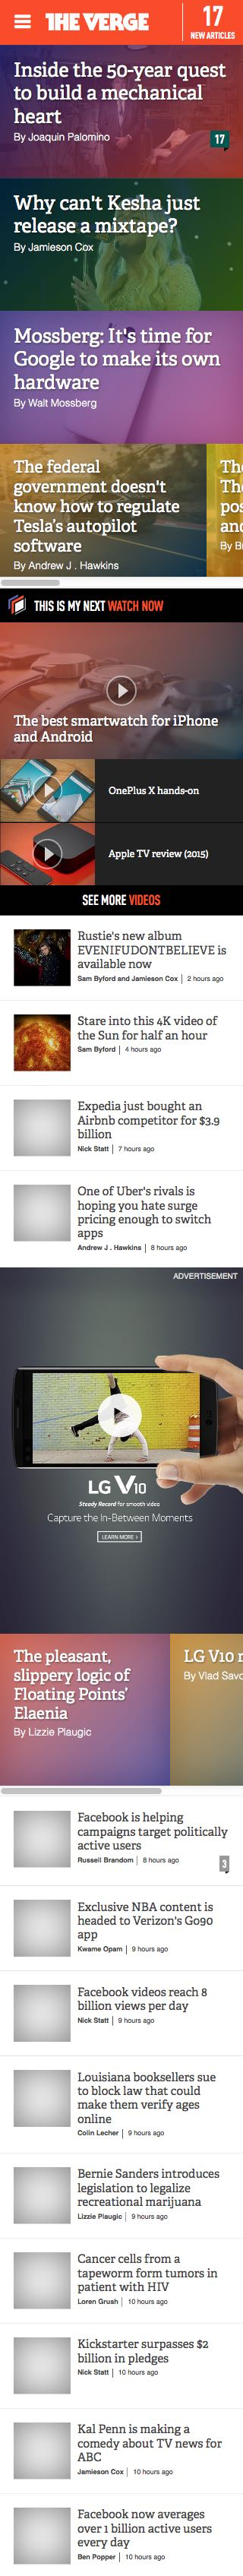 THE VERGE
17
NEW ARTICLES
Inside the 50-year quest
to build a mechanical
heart
By Joaquin Palomino
17
Why can't Kesha just
release a mixtape?
By Jamieson Cox
Mossberg: It's time for
Google to make its own
hardware
By Walt Mossberg
The federal
government doesn't
know how to regulate
Tesla's autopilot
software
By Andrew J . Hawkins
Th
The
pos
and
By B
THIS IS MY NEXT WATCH NOW
The best smartwatch for iPhone
and Android
OnePlus X hands-on
Apple TV review (2015)
SEE MORE VIDEOS
Rustie's new album
EVENIFUDONTBELIEVE is
available now
Sam Byford and Jamieson Cox | 2 hours ago
Stare into this 4K video of
the Sun for half an hour
Sam Byford | 4 hours ago
Expedia just bought an
Airbnb competitor for $3.9
billion
Nick Statt | 7 hours ago
One of Uber's rivals is
hoping you hate surge
pricing enough to switch
apps
Andrew J . Hawkins | 8 hours ago
ADVERTISEMENT
LG V10
Steady Record for smooth video
Capture the In-Between Moments
LEARN MORE ›
The pleasant,
slippery logic of
Floating Points'
Elaenia
By Lizzie Plaugic
LG V10 r
By Vlad Savo
Facebook is helping
campaigns target politically
active users
Russell Brandom | 8 hours ago
3
Exclusive NBA content is
headed to Verizon's Go90
app
Kwame Opam | 9 hours ago
Facebook videos reach 8
billion views per day
Nick Statt | 9 hours ago
Louisiana booksellers sue
to block law that could
make them verify ages
online
Colin Lecher | 9 hours ago
Bernie Sanders introduces
legislation to legalize
recreational marijuana
Lizzie Plaugic | 9 hours ago
Cancer cells from a
tapeworm form tumors in
patient with HIV
Loren Grush | 10 hours ago
Kickstarter surpasses $2
billion in pledges
Nick Statt | 10 hours ago
Kal Penn is making a
comedy about TV news for
ABC
Jamieson Cox | 10 hours ago
Facebook now averages
over 1 billion active users
every day
Ben Popper | 10 hours ago